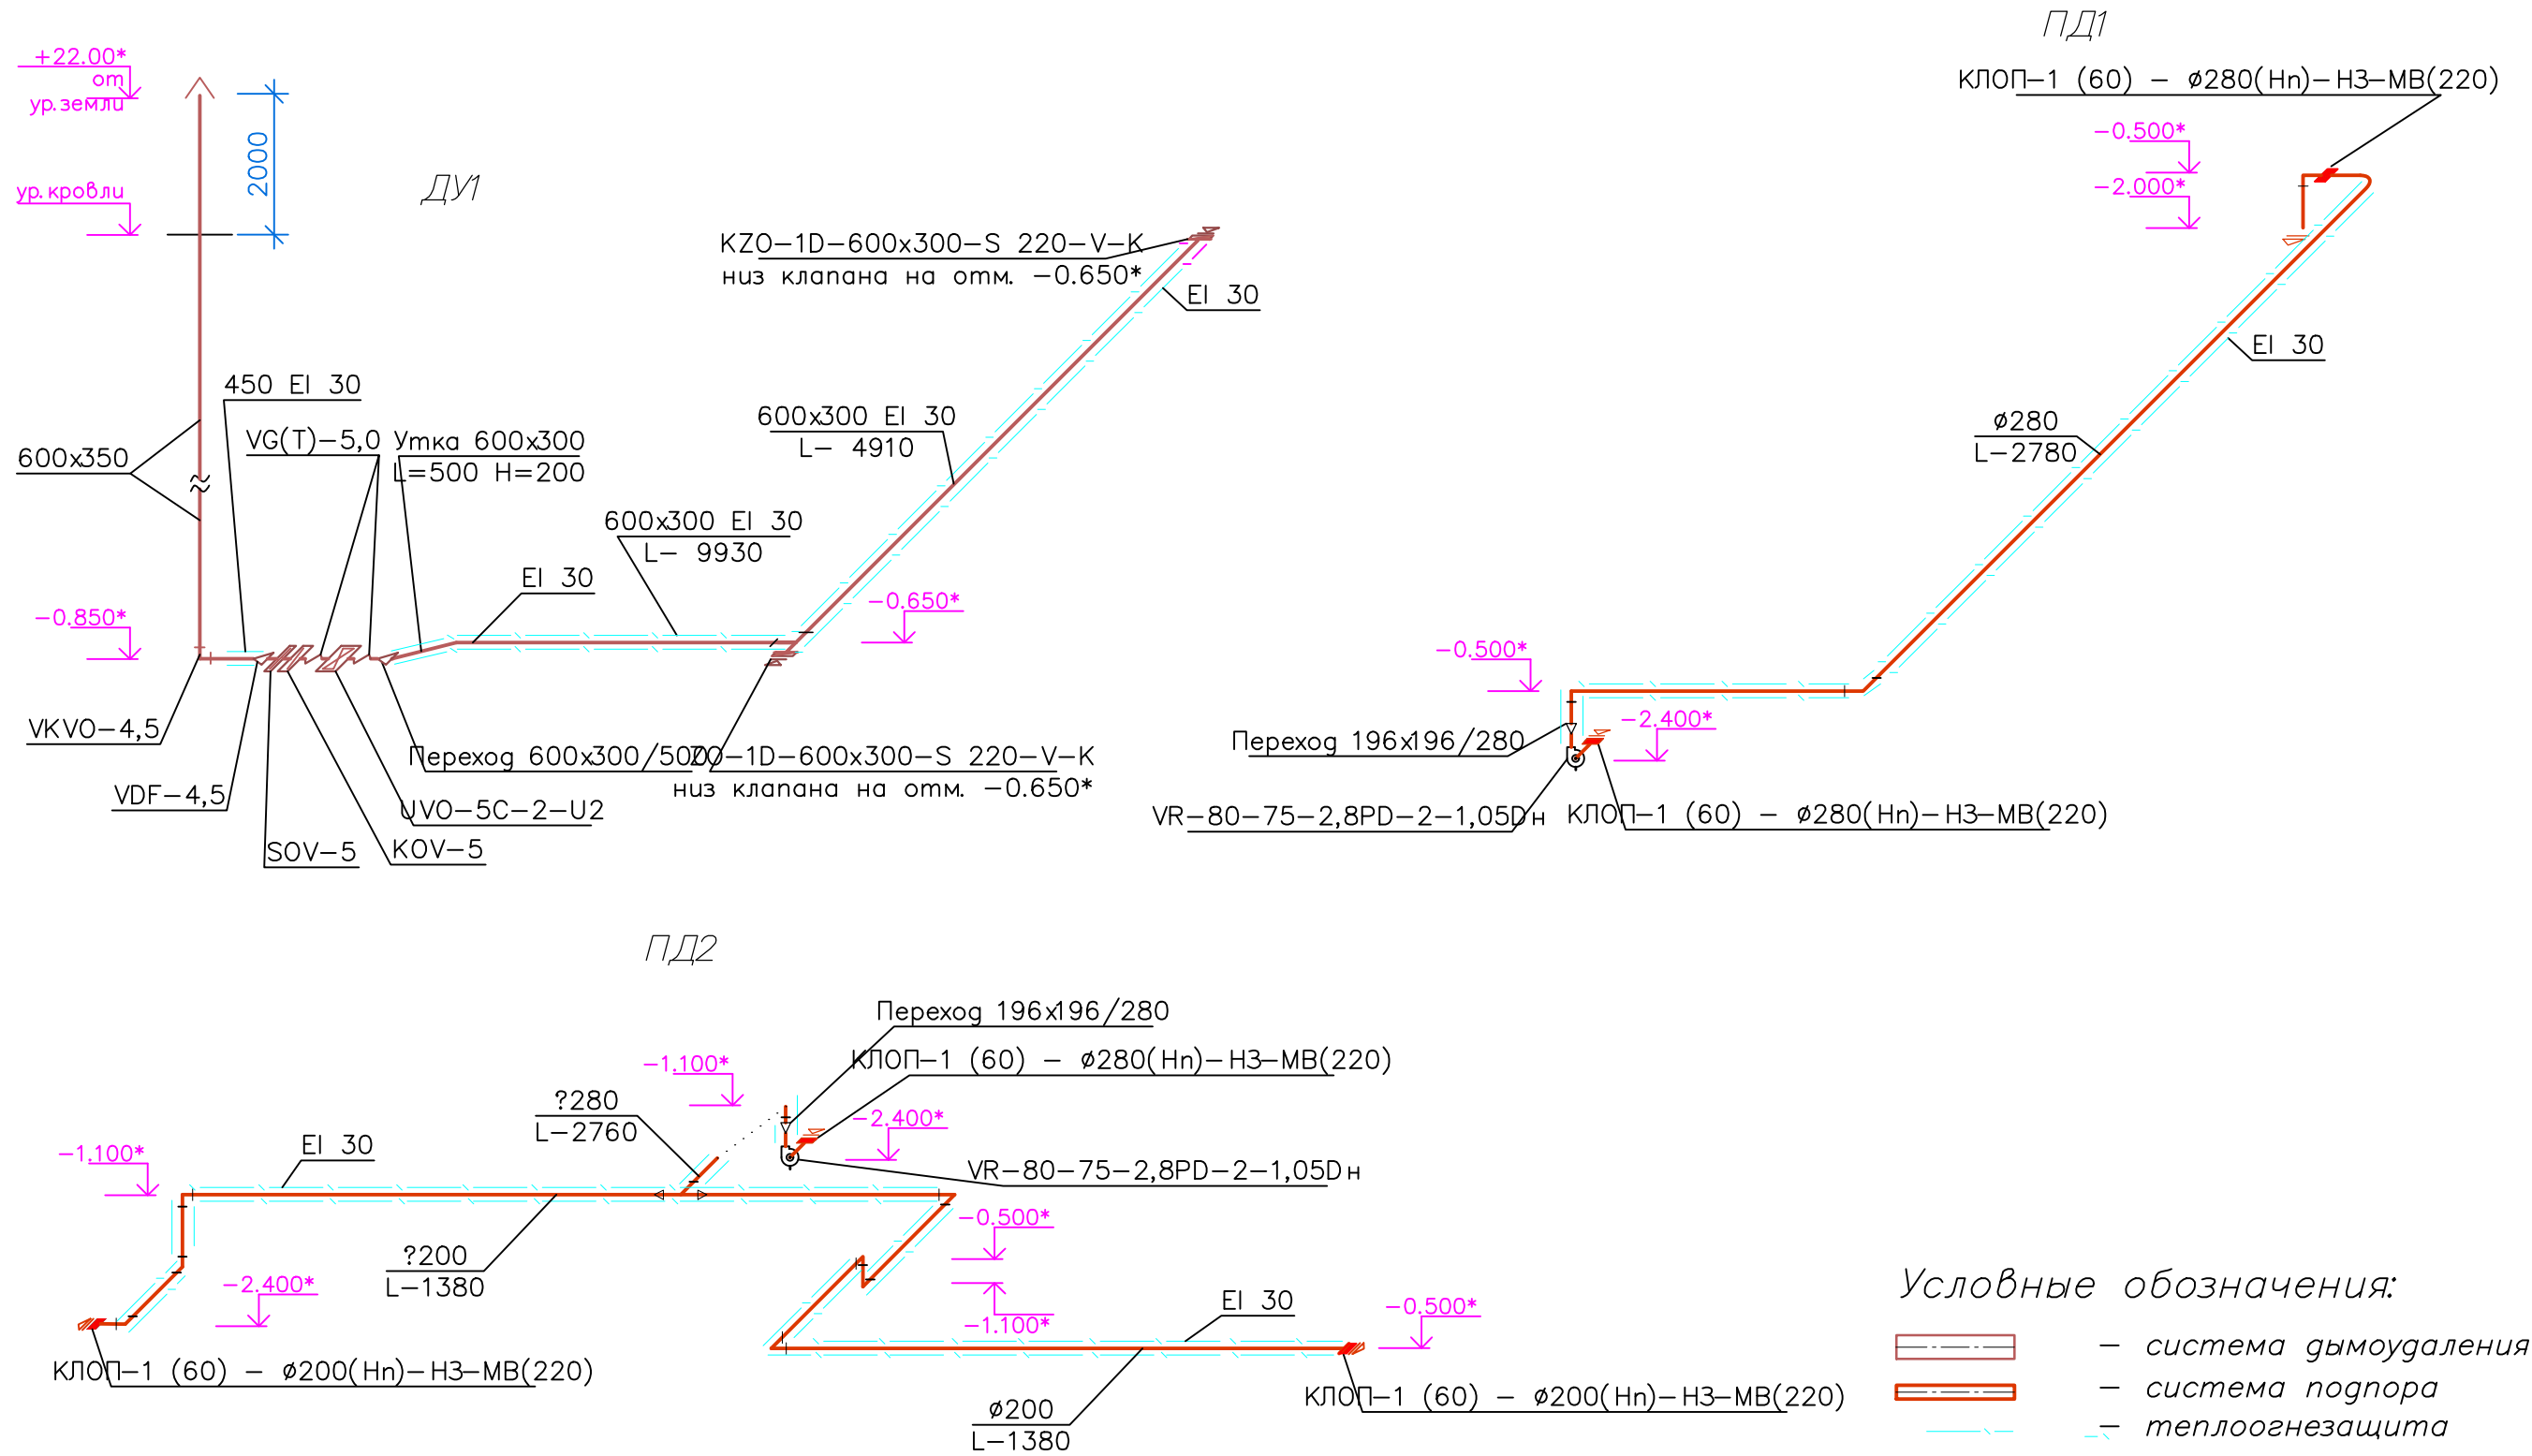 ДУ1
+22.00*
от
ур.земли
2000
ур.кровли
KZO-1D-600x300-S 220-V-K
низ клапана на отм. -0.650*
EI 30
450 EI 30
VG(T)-5,0
Утка 600x300
L=500 H=200
600x350
600x300 EI 30
L- 4910
600x300 EI 30
L- 9930
EI 30
-0.850*
-0.650*
VKVO-4,5
VDF-4,5
SOV-5
KOV-5
UVO-5C-2-U2
Переход 600x300/500
ZO-1D-600x300-S 220-V-K
низ клапана на отм. -0.650*
ПД1
КЛОП-1 (60) - ø280(Нп)-НЗ-МВ(220)
-0.500*
-2.000*
EI 30
ø280
L-2780
-0.500*
-2.400*
Переход 196x196/280
VR-80-75-2,8PD-2-1,05Dн
КЛОП-1 (60) - ø280(Нп)-НЗ-МВ(220)
ПД2
Переход 196x196/280
КЛОП-1 (60) - ø280(Нп)-НЗ-МВ(220)
-1.100*
?280
L-2760
-2.400*
VR-80-75-2,8PD-2-1,05Dн
EI 30
-1.100*
?200
L-1380
-2.400*
КЛОП-1 (60) - ø200(Нп)-НЗ-МВ(220)
-0.500*
-1.100*
EI 30
-0.500*
КЛОП-1 (60) - ø200(Нп)-НЗ-МВ(220)
ø200
L-1380
Условные обозначения:
- система дымоудаления
- система подпора
- теплоогнезащита